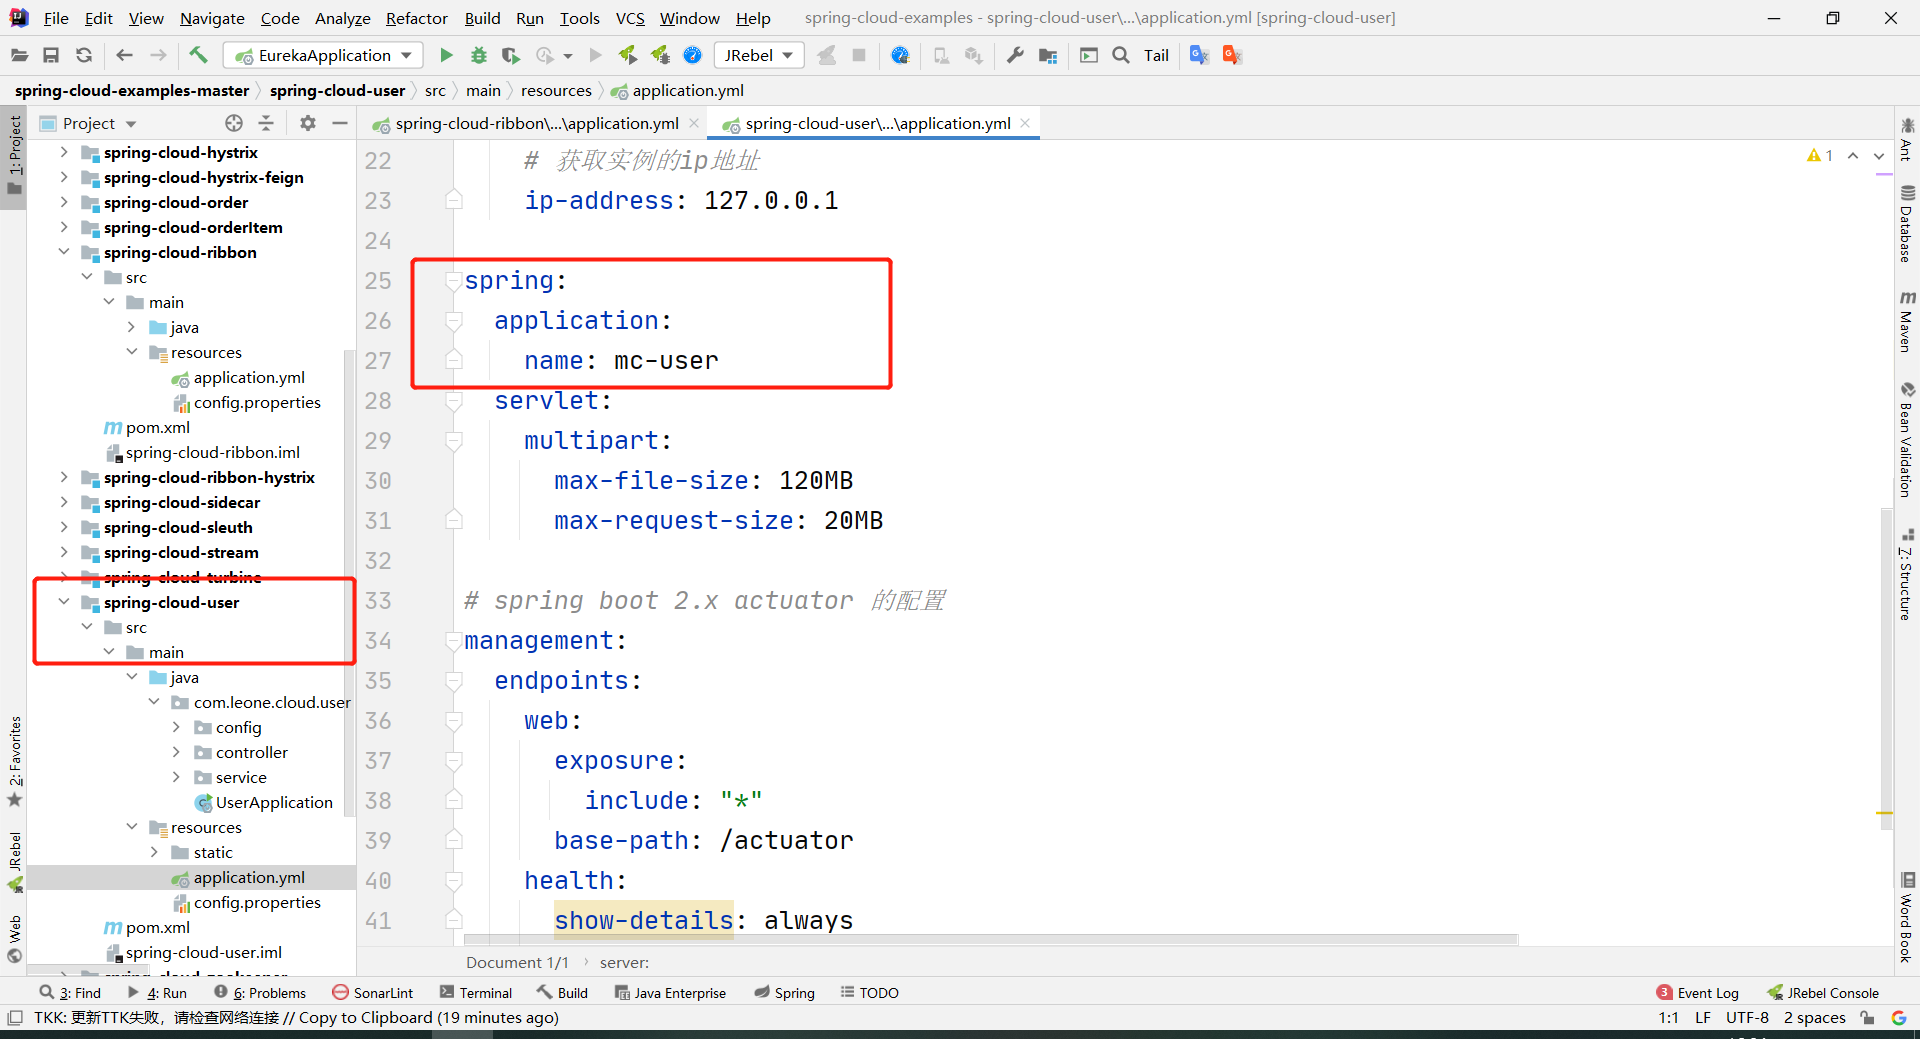 File Edit View Navigate Code Analyze Refactor Build Run Tools VCS Window Help spring-cloud-examples - spring-cloud-user\...\application.yml [spring-cloud-user]
EurekaApplication JRebel Tail
spring-cloud-examples-master spring-cloud-user src main resources application.yml
Project
spring-cloud-ribbon\...\application.yml
spring-cloud-user\...\application.yml
1: Project
2: Favorites
JRebel
Web
spring-cloud-hystrix
spring-cloud-hystrix-feign
spring-cloud-order
spring-cloud-orderItem
spring-cloud-ribbon
src
main
java
resources
application.yml
config.properties
pom.xml
spring-cloud-ribbon.iml
spring-cloud-ribbon-hystrix
spring-cloud-sidecar
spring-cloud-sleuth
spring-cloud-stream
spring-cloud-turbine
spring-cloud-user
src
main
java
com.leone.cloud.user
config
controller
service
UserApplication
resources
static
application.yml
config.properties
pom.xml
spring-cloud-user.iml
22 # 获取实例的ip地址
23 ip-address: 127.0.0.1
24
25 spring:
26 application:
27 name: mc-user
28 servlet:
29 multipart:
30 max-file-size: 120MB
31 max-request-size: 20MB
32
33 # spring boot 2.x actuator 的配置
34 management:
35 endpoints:
36 web:
37 exposure:
38 include: "*"
39 base-path: /actuator
40 health:
41 show-details: always
1
Document 1/1 server:
Ant
Database
Maven
Bean Validation
7: Structure
Word Book
3: Find 4: Run 6: Problems SonarLint Terminal Build Java Enterprise Spring TODO 3 Event Log JRebel Console
TKK: 更新TTK失败，请检查网络连接 // Copy to Clipboard (19 minutes ago) 1:1 LF UTF-8 2 spaces